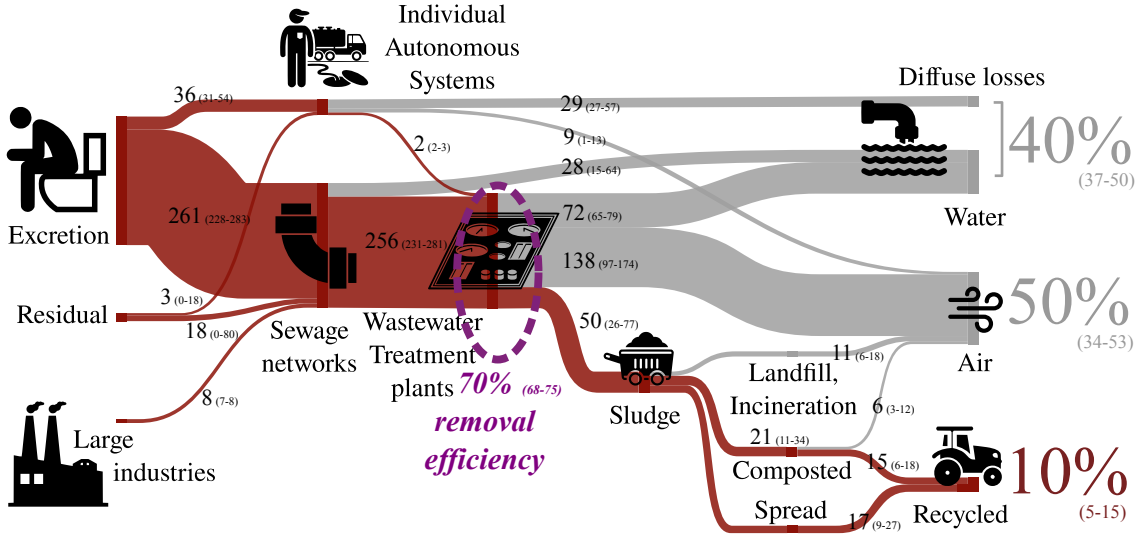 Individual
Autonomous
Systems
Diffuse losses
36 (31-54)
29 (27-57)
9 (1-13)
40%
(37-50)
2 (2-3)
28 (15-64)
261 (228-283)
72 (65-79)
Water
256 (231-281)
Excretion
138 (97-174)
3 (0-18)
50%
(34-53)
Residual
18 (0-80)
Sewage
networks
Wastewater
Treatment
plants
50 (26-77)
11 (6-18)
Air
70% (68-75)
removal
efficiency
Landfill,
Incineration
8 (7-8)
Sludge
6 (3-12)
Large
industries
21 (11-34)
Composted
15 (6-18)
10%
(5-15)
Spread
17 (9-27)
Recycled